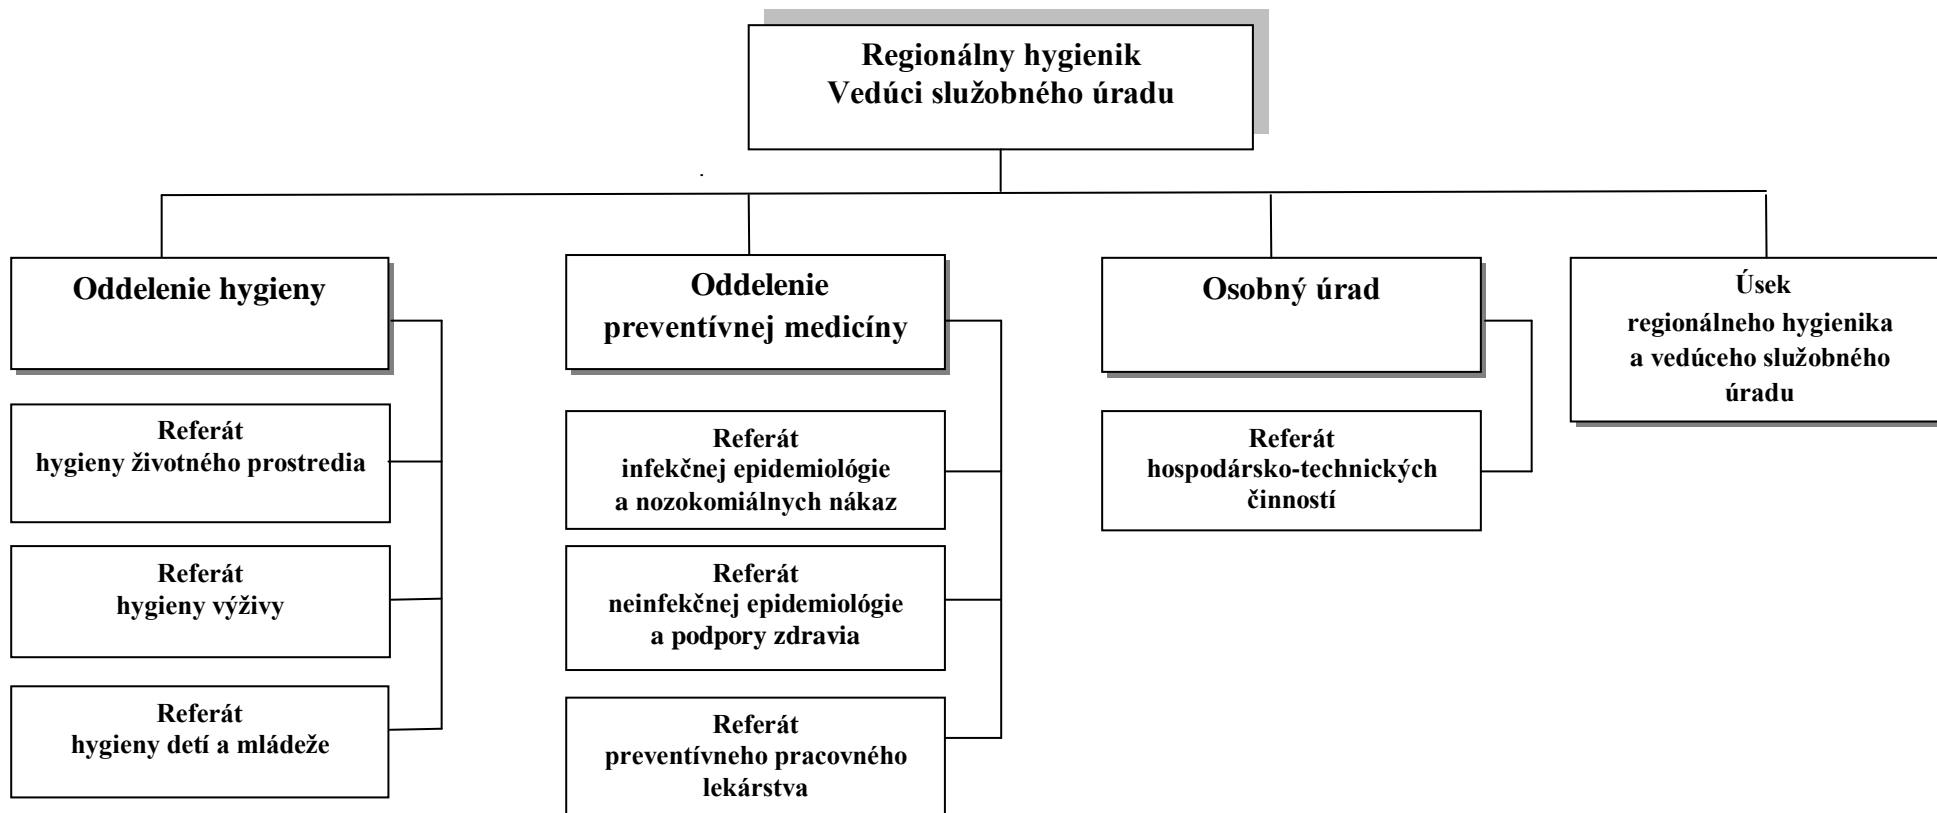 Regionálny hygienik
Vedúci služobného úradu
Oddelenie hygieny
Referát
hygieny životného prostredia
Referát
hygieny výživy
Referát
hygieny detí a mládeže
Oddelenie
preventívnej medicíny
Referát
infekčnej epidemiológie
a nozokomiálnych nákaz
Referát
neinfekčnej epidemiológie
a podpory zdravia
Referát
preventívneho pracovného
lekárstva
Osobný úrad
Referát
hospodársko-technických
činností
Úsek
regionálneho hygienika
a vedúceho služobného
úradu